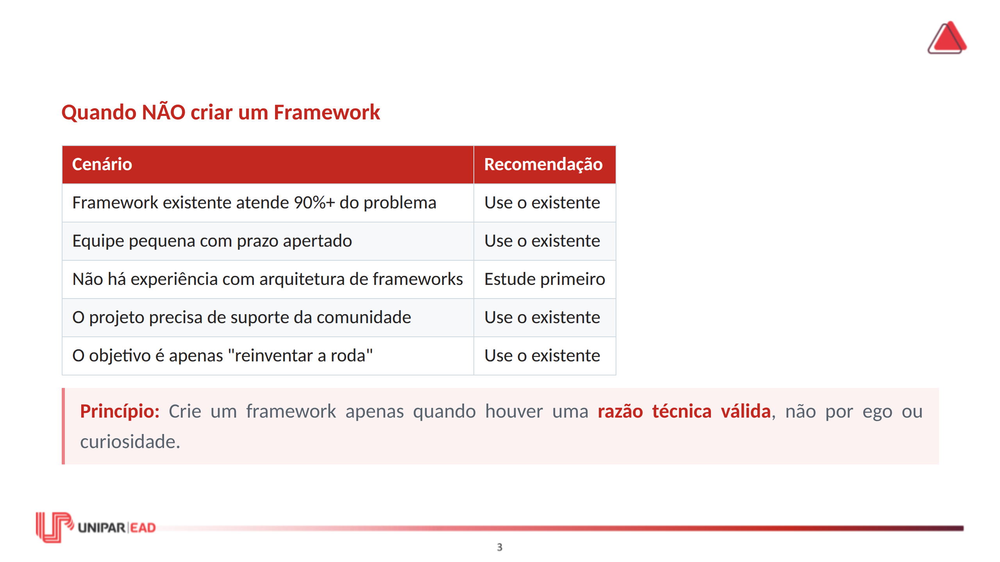 Quando NÃO criar um Framework
Cenário Recomendação
Framework existente atende 90%+ do problema Use o existente
Equipe pequena com prazo apertado Use o existente
Não há experiência com arquitetura de frameworks Estude primeiro
O projeto precisa de suporte da comunidade Use o existente
O objetivo é apenas "reinventar a roda" Use o existente
Princípio: Crie um framework apenas quando houver uma razão técnica válida, não por ego ou
curiosidade.
UNIPAR|EAD
3